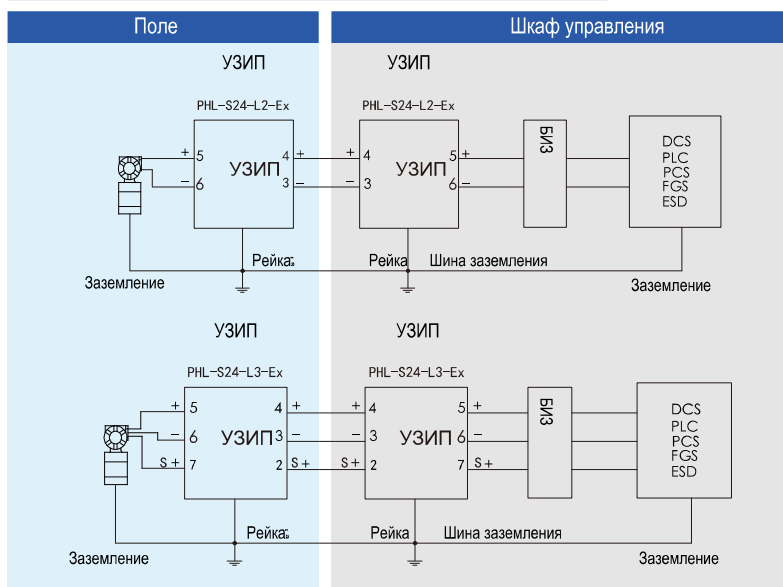 Поле
Шкаф управления
УЗИП
УЗИП
PHL-S24-L2-Ex
PHL-S24-L2-Ex
БИЗ
DCS
PLC
PCS
FGS
ESD
+ 5 4 + + 4 5 +
УЗИП
УЗИП
− 6 3 − − 3 6 −
Рейка
Рейка
Шина заземления
Заземление
Заземление
УЗИП
УЗИП
PHL-S24-L3-Ex
PHL-S24-L3-Ex
БИЗ
DCS
PLC
PCS
FGS
ESD
+ 5 4 + + 4 5 +
− 6 УЗИП 3 − − 3 УЗИП 6 −
S+ 7 2 S+ S+ 2 7 S+
Рейка
Рейка
Шина заземления
Заземление
Заземление